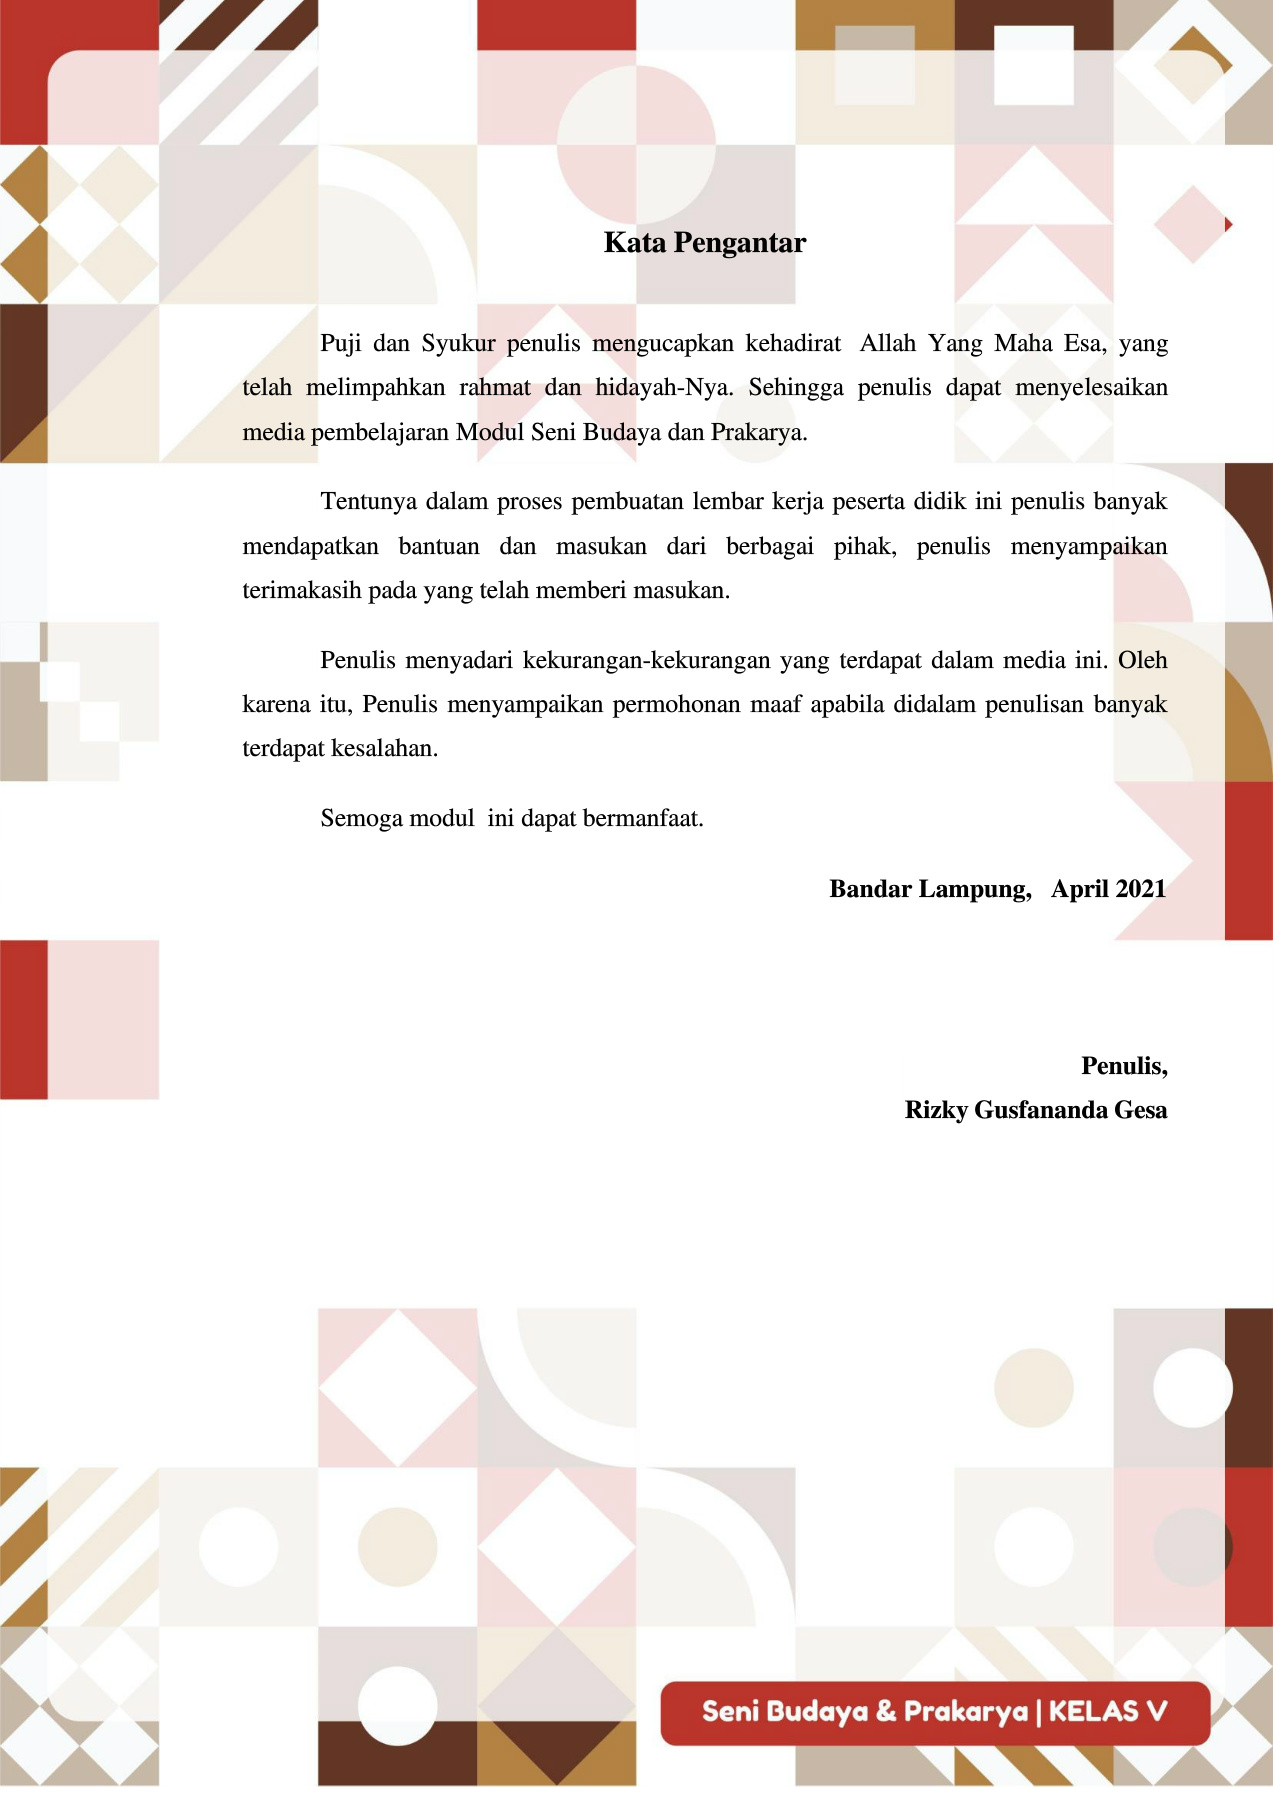 Kata Pengantar
Puji dan Syukur penulis mengucapkan kehadirat  Allah Yang Maha Esa, yang
telah melimpahkan rahmat dan hidayah-Nya. Sehingga penulis dapat menyelesaikan
media pembelajaran Modul Seni Budaya dan Prakarya.
Tentunya dalam proses pembuatan lembar kerja peserta didik ini penulis banyak
mendapatkan bantuan dan masukan dari berbagai pihak, penulis menyampaikan
terimakasih pada yang telah memberi masukan.
Penulis menyadari kekurangan-kekurangan yang terdapat dalam media ini. Oleh
karena itu, Penulis menyampaikan permohonan maaf apabila didalam penulisan banyak
terdapat kesalahan.
Semoga modul  ini dapat bermanfaat.
Bandar Lampung,   April 2021
Penulis,
Rizky Gusfananda Gesa
Seni Budaya & Prakarya | KELAS V